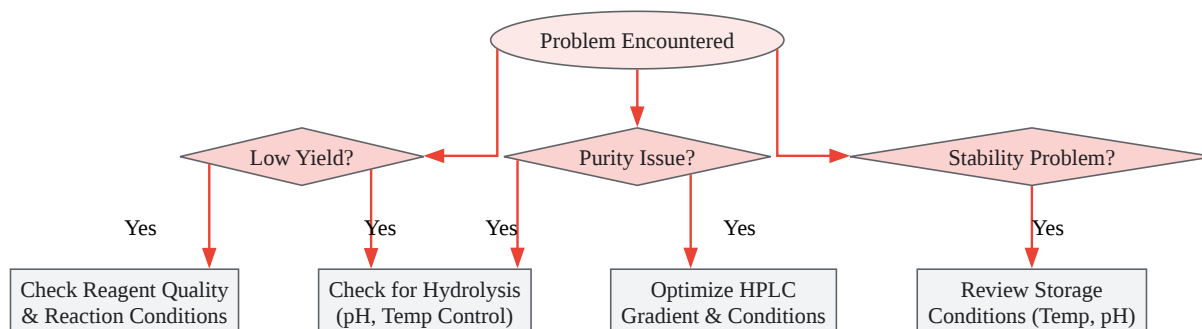 Problem Encountered
Low Yield?
Purity Issue?
Stability Problem?
Yes
Yes
Yes
Yes
Yes
Check Reagent Quality
& Reaction Conditions
Check for Hydrolysis
(pH, Temp Control)
Optimize HPLC
Gradient & Conditions
Review Storage
Conditions (Temp, pH)